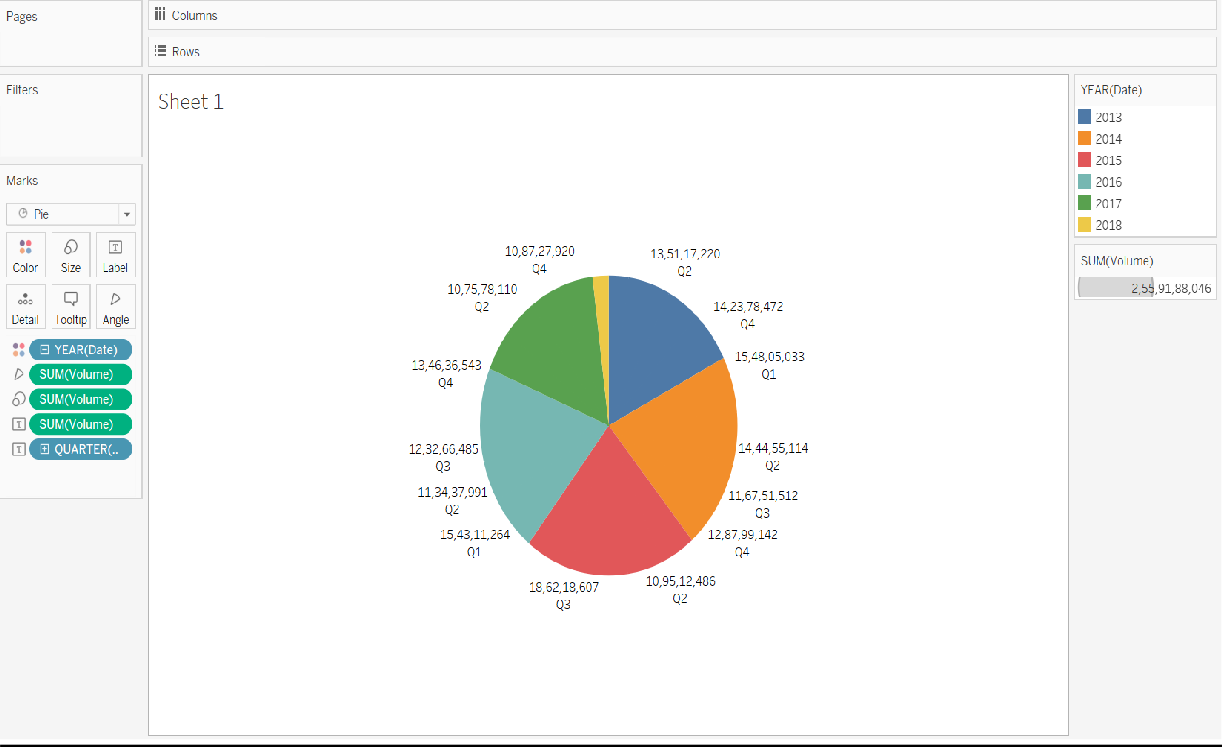 Pages
Columns
Rows
Filters
Marks
Pie
Color
Size
Label
Detail
Tooltip
Angle
YEAR(Date)
SUM(Volume)
SUM(Volume)
SUM(Volume)
QUARTER(..
Sheet 1
10,87,27,920
Q4
13,51,17,220
Q2
10,75,78,110
Q2
14,23,78,472
Q4
13,46,36,543
Q4
15,48,05,033
Q1
12,32,66,485
Q3
14,44,55,114
Q2
11,34,37,991
Q2
11,67,51,512
Q3
15,43,11,264
Q1
12,87,99,142
Q4
18,62,18,607
Q3
10,95,12,486
Q2
YEAR(Date)
2013
2014
2015
2016
2017
2018
SUM(Volume)
2,55,91,88,046